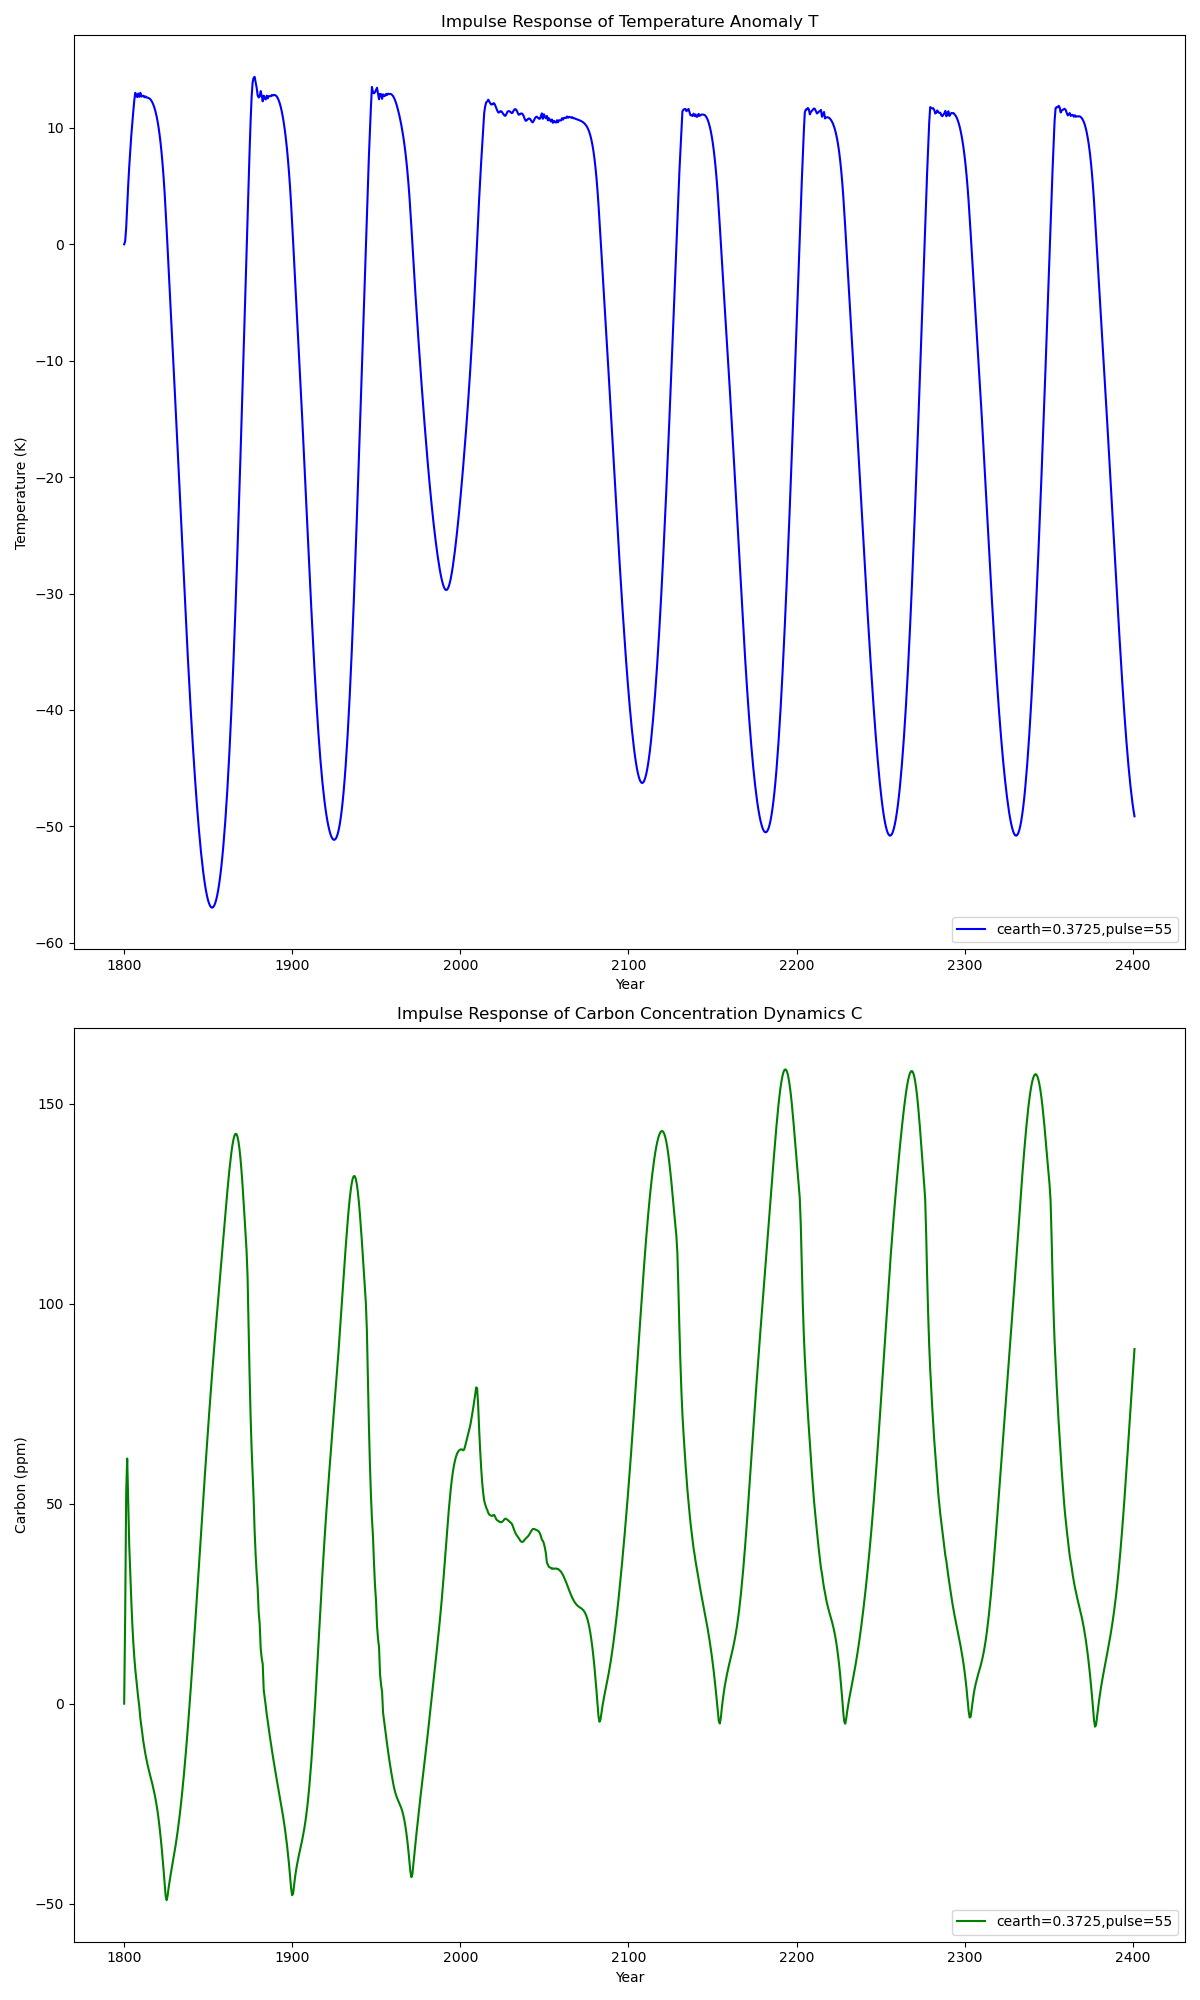 Impulse Response of Temperature Anomaly T
Temperature (K)
10
0
−10
−20
−30
−40
−50
−60
cearth=0.3725,pulse=55
1800 1900 2000 2100 2200 2300 2400
Year
Impulse Response of Carbon Concentration Dynamics C
Carbon (ppm)
150
100
50
0
−50
cearth=0.3725,pulse=55
1800 1900 2000 2100 2200 2300 2400
Year